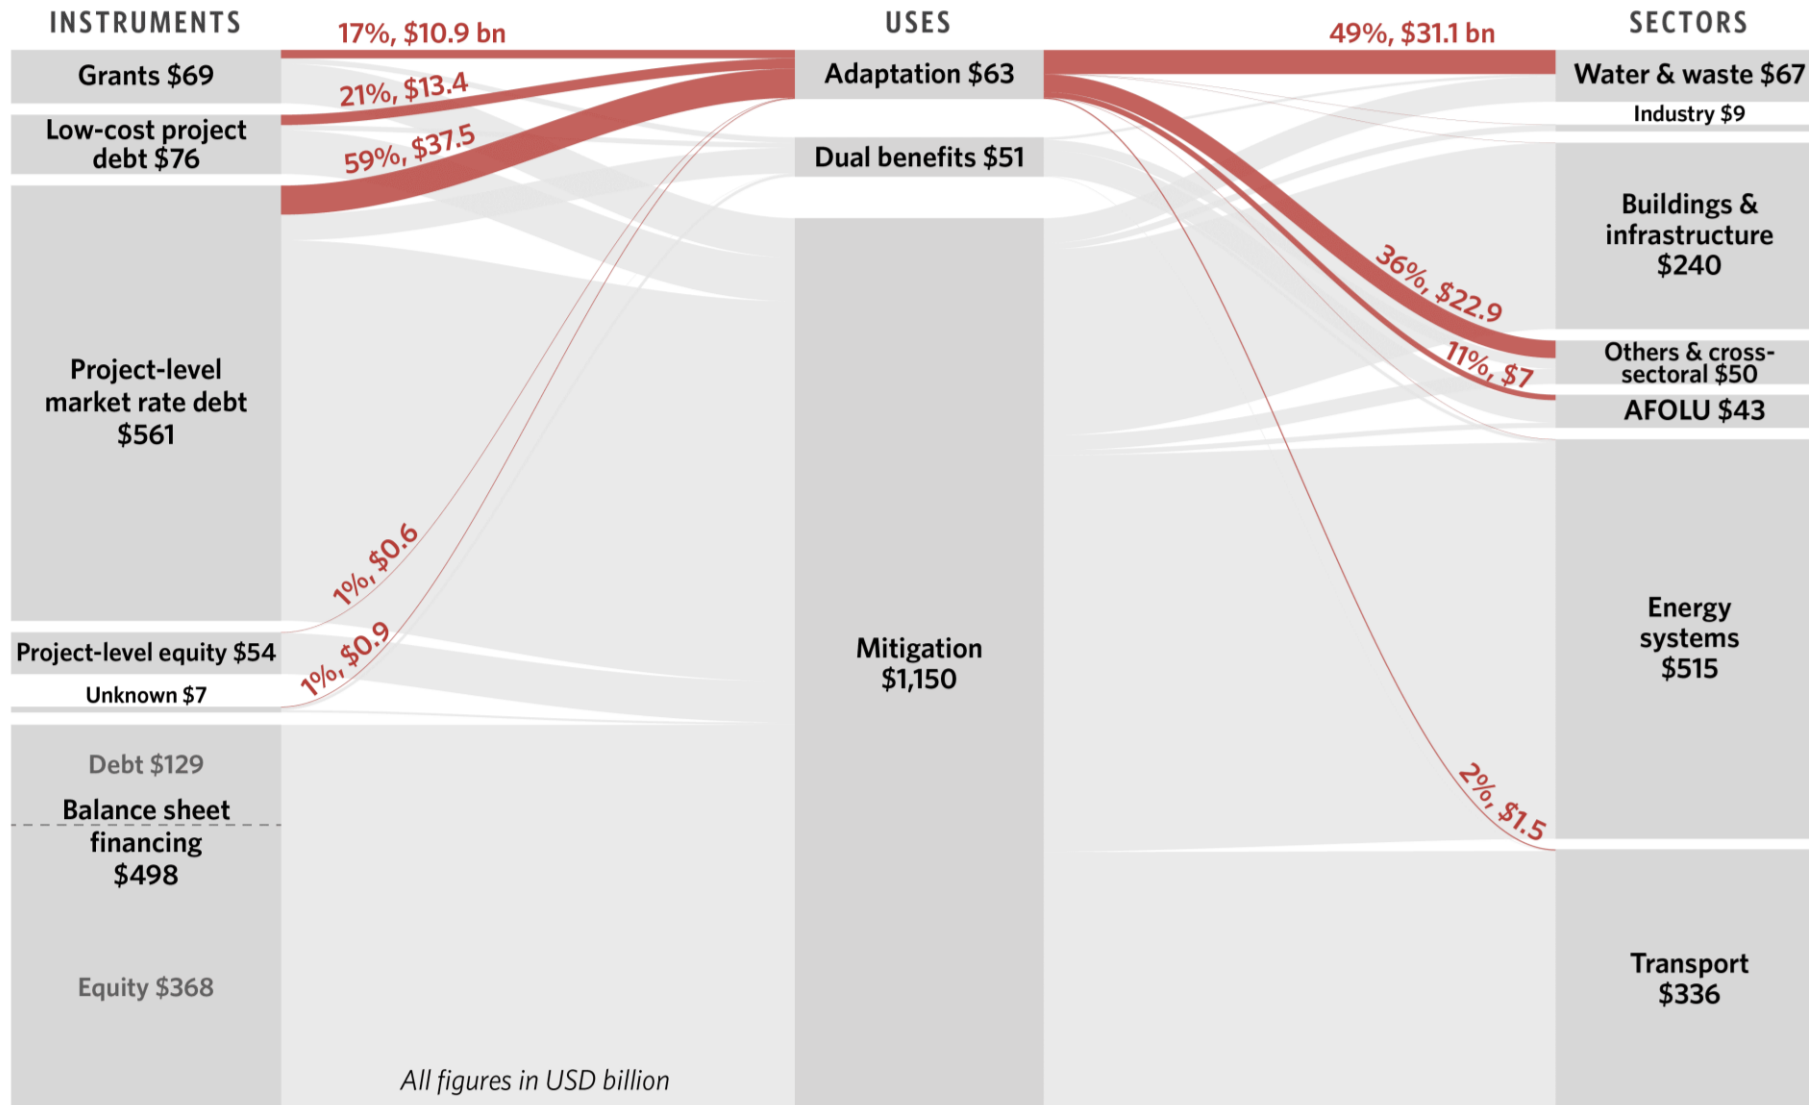 INSTRUMENTS
USES
SECTORS
17%, $10.9 bn
49%, $31.1 bn
Grants $69
Adaptation $63
Water & waste $67
21%, $13.4
Industry $9
Low-cost project
debt $76
59%, $37.5
Dual benefits $51
Buildings &
infrastructure
$240
36%, $22.9
11%, $7
Others & cross-
sectoral $50
AFOLU $43
Project-level
market rate debt
$561
1%, $0.6
Project-level equity $54
1%, $0.9
Unknown $7
Mitigation
$1,150
Energy
systems
$515
Debt $129
Balance sheet
financing
$498
2%, $1.5
Equity $368
Transport
$336
All figures in USD billion